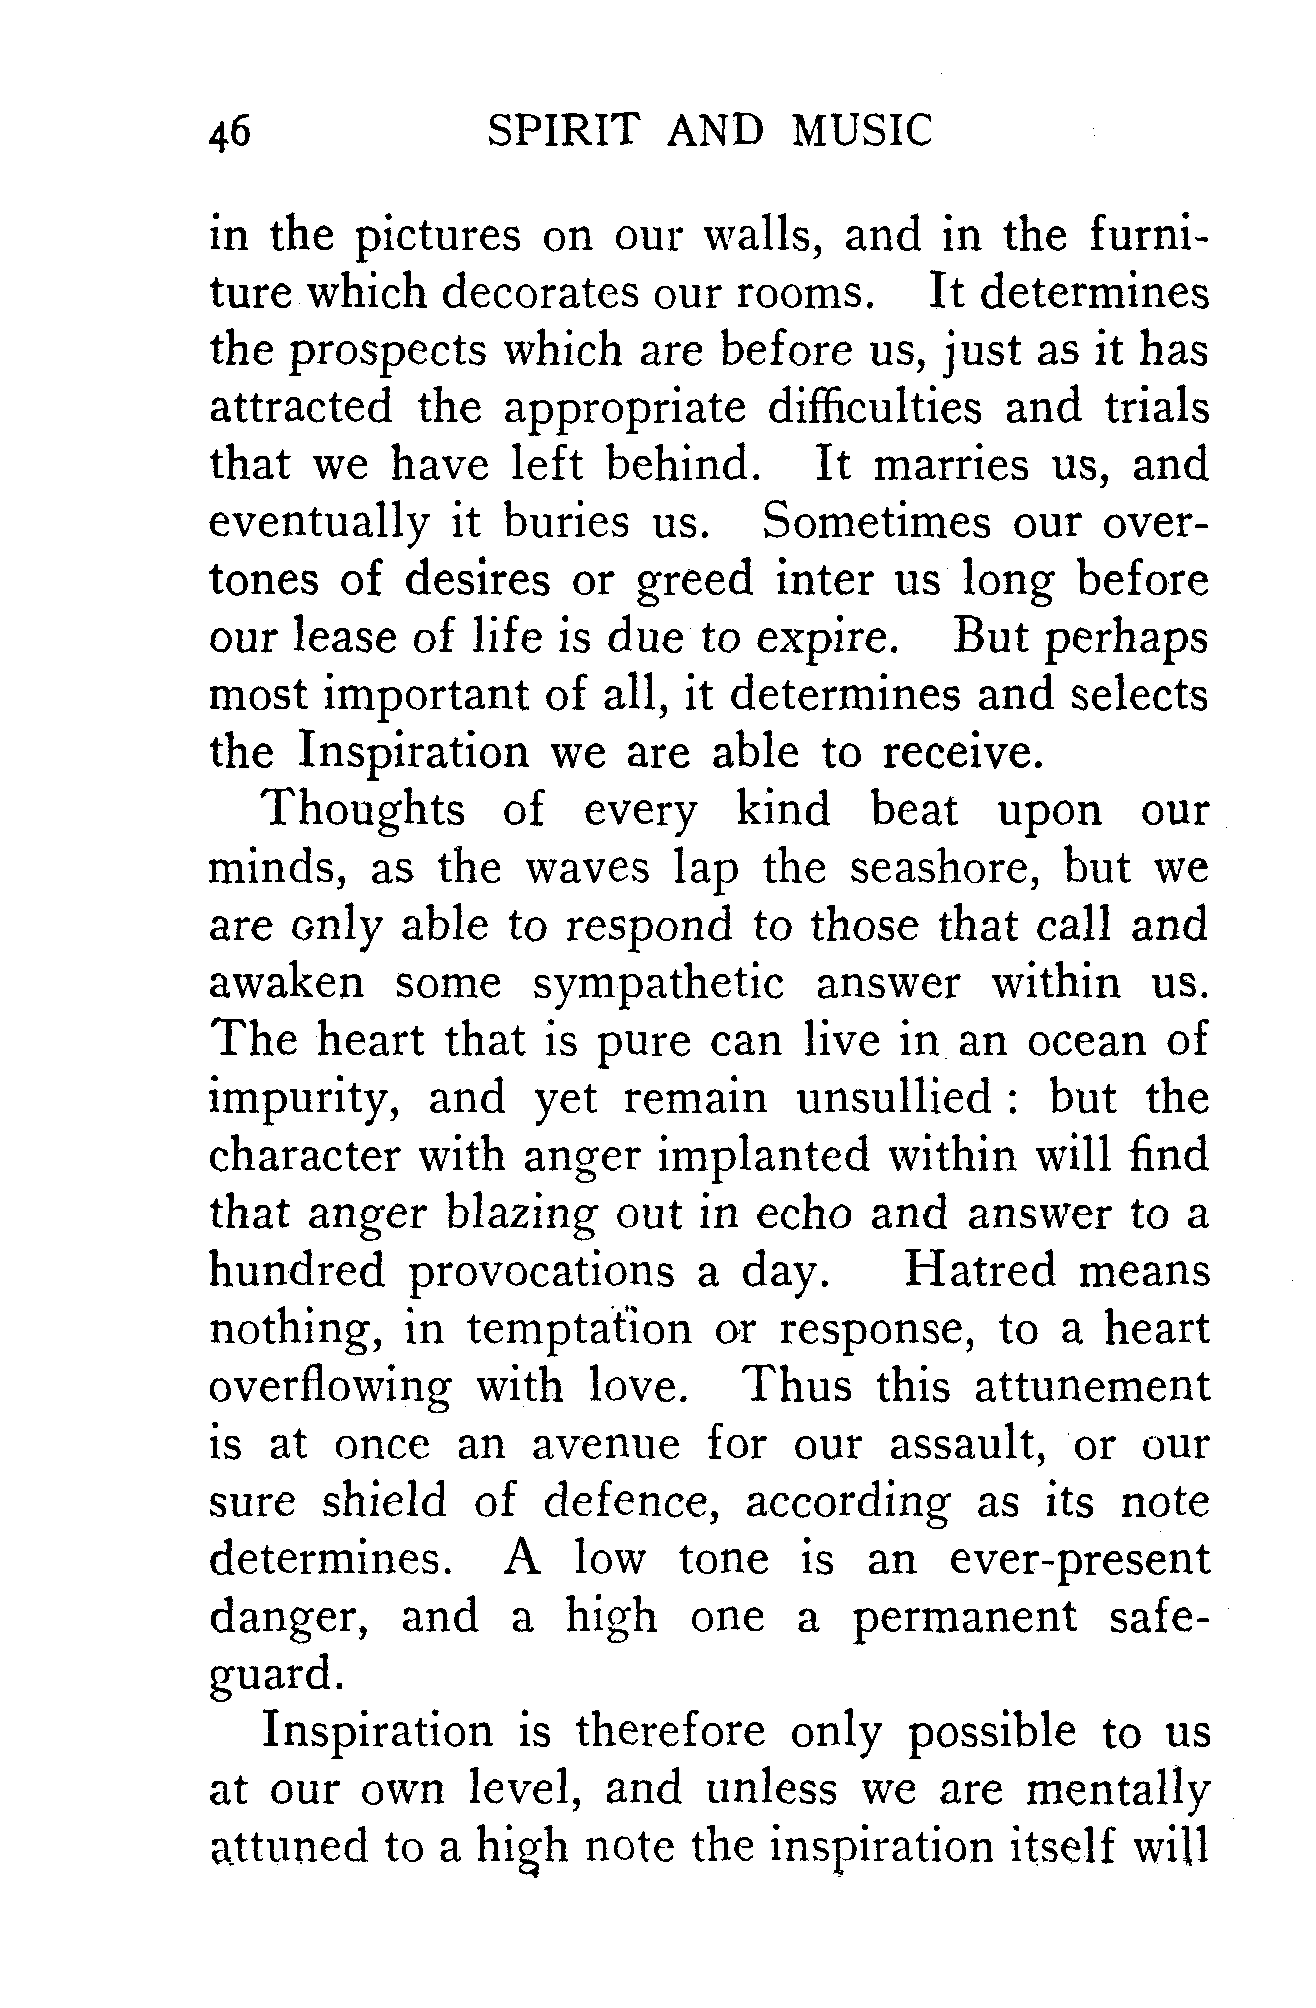 46 SPIRIT AND MUSIC
in the pictures on our walls, and in the furni-
ture which decorates our rooms. It determines
the prospects which are before us, just as it has
attracted the appropriate difficulties and trials
that we have left behind. It marries us, and
eventually it buries us. Sometimes our over-
tones of desires or greed inter us long before
our lease of life is due to expire. But perhaps
most important of all, it determines and selects
the Inspiration we are able to receive.
Thoughts of every kind beat upon our
minds, as the waves lap the seashore, but we
are only able to respond to those that call and
awaken some sympathetic answer within us.
The heart that is pure can live in an ocean of
impurity, and yet remain unsullied : but the
character with anger implanted within will find
that anger blazing out in echo and answer to a
hundred provocations a day. Hatred means
nothing, in temptation or response, to a heart
overflowing with love. Thus this attunement
is at once an avenue for our assault, or our
sure shield of defence, according as its note
determines. A low tone is an ever-present
danger, and a high one a permanent safe-
guard.
Inspiration is therefore only possible to us
at our own level, and unless we are mentally
attuned to a high note the inspiration itself will